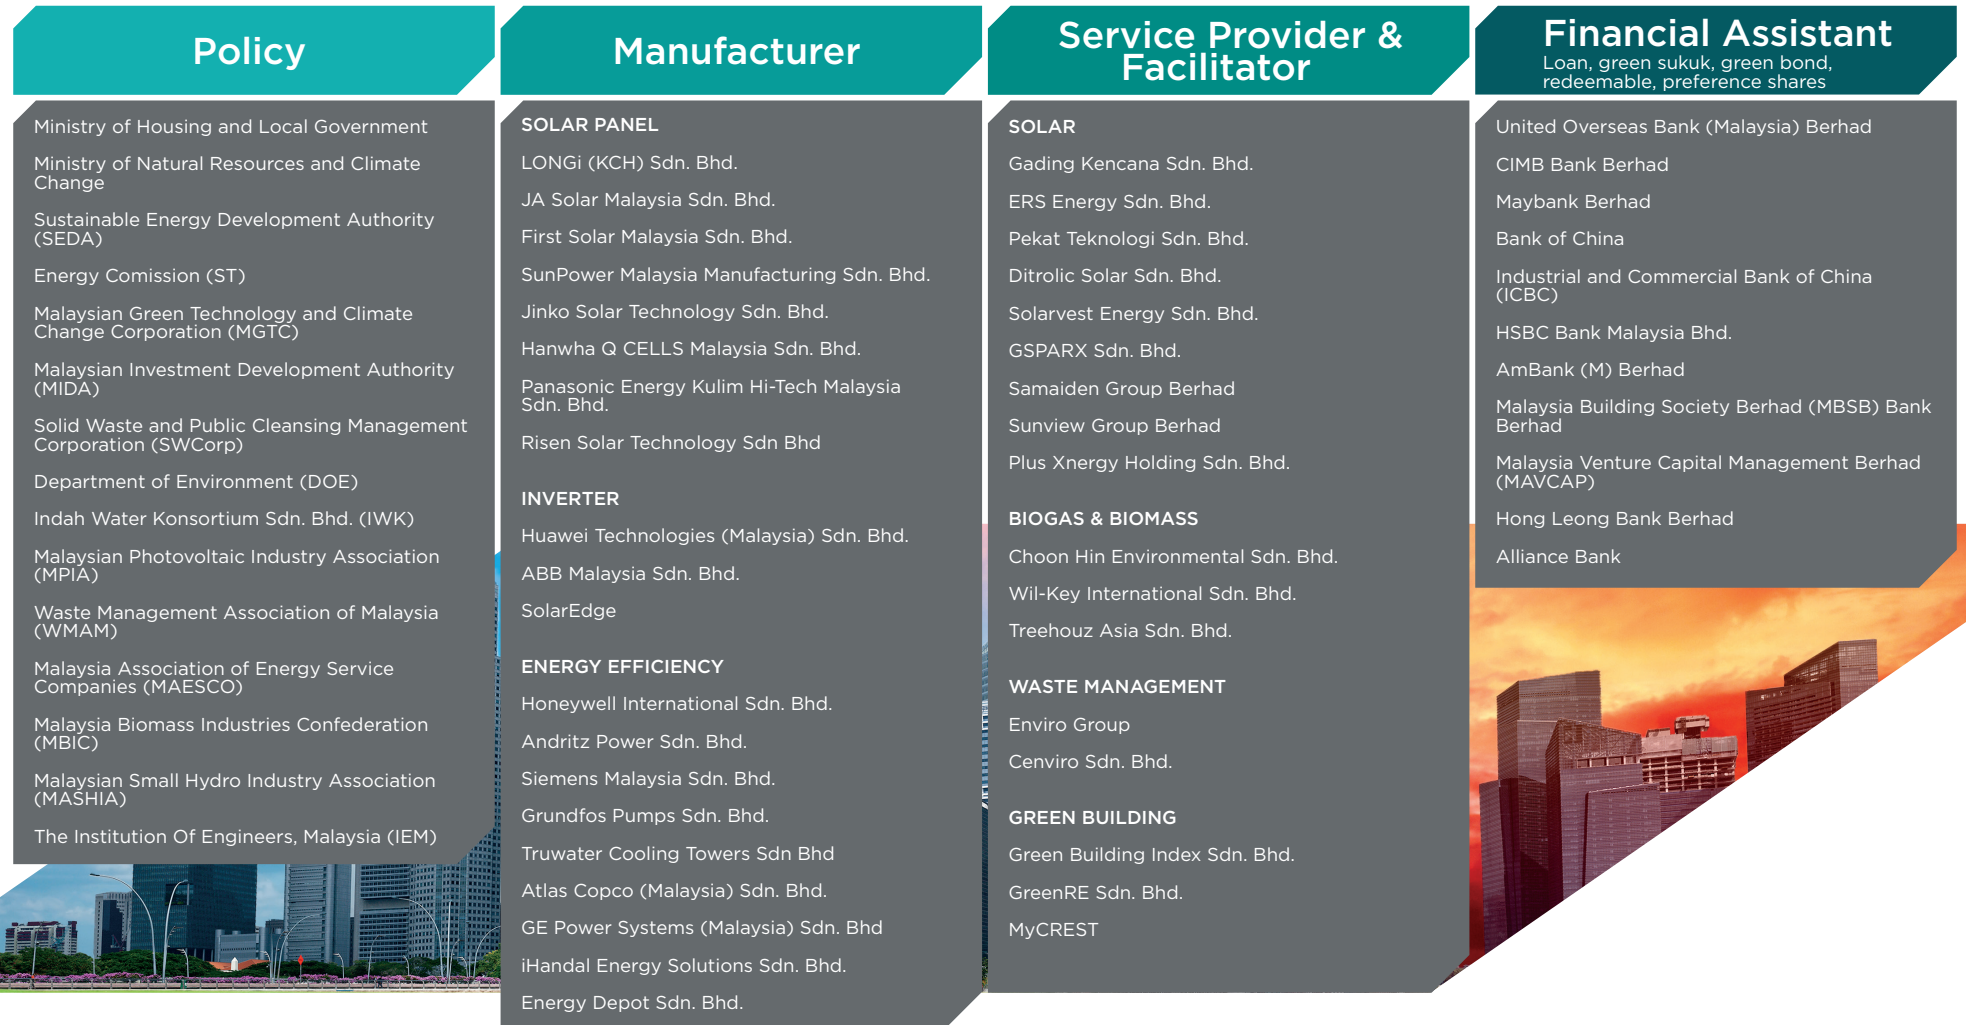 Policy
Ministry of Housing and Local Government
Ministry of Natural Resources and Climate
Change
Sustainable Energy Development Authority
(SEDA)
Energy Comission (ST)
Malaysian Green Technology and Climate
Change Corporation (MGTC)
Malaysian Investment Development Authority
(MIDA)
Solid Waste and Public Cleansing Management
Corporation (SWCorp)
Department of Environment (DOE)
Indah Water Konsortium Sdn. Bhd. (IWK)
Malaysian Photovoltaic Industry Association
(MPIA)
Waste Management Association of Malaysia
(WMAM)
Malaysia Association of Energy Service
Companies (MAESCO)
Malaysia Biomass Industries Confederation
(MBIC)
Malaysian Small Hydro Industry Association
(MASHIA)
The Institution Of Engineers, Malaysia (IEM)
Manufacturer
SOLAR PANEL
LONGi (KCH) Sdn. Bhd.
JA Solar Malaysia Sdn. Bhd.
First Solar Malaysia Sdn. Bhd.
SunPower Malaysia Manufacturing Sdn. Bhd.
Jinko Solar Technology Sdn. Bhd.
Hanwha Q CELLS Malaysia Sdn. Bhd.
Panasonic Energy Kulim Hi-Tech Malaysia
Sdn. Bhd.
Risen Solar Technology Sdn Bhd
INVERTER
Huawei Technologies (Malaysia) Sdn. Bhd.
ABB Malaysia Sdn. Bhd.
SolarEdge
ENERGY EFFICIENCY
Honeywell International Sdn. Bhd.
Andritz Power Sdn. Bhd.
Siemens Malaysia Sdn. Bhd.
Grundfos Pumps Sdn. Bhd.
Truwater Cooling Towers Sdn Bhd
Atlas Copco (Malaysia) Sdn. Bhd.
GE Power Systems (Malaysia) Sdn. Bhd
iHandal Energy Solutions Sdn. Bhd.
Energy Depot Sdn. Bhd.
Service Provider &
Facilitator
SOLAR
Gading Kencana Sdn. Bhd.
ERS Energy Sdn. Bhd.
Pekat Teknologi Sdn. Bhd.
Ditrolic Solar Sdn. Bhd.
Solarvest Energy Sdn. Bhd.
GSPARX Sdn. Bhd.
Samaiden Group Berhad
Sunview Group Berhad
Plus Xnergy Holding Sdn. Bhd.
BIOGAS & BIOMASS
Choon Hin Environmental Sdn. Bhd.
Wil-Key International Sdn. Bhd.
Treehouz Asia Sdn. Bhd.
WASTE MANAGEMENT
Enviro Group
Cenviro Sdn. Bhd.
GREEN BUILDING
Green Building Index Sdn. Bhd.
GreenRE Sdn. Bhd.
MyCREST
Financial Assistant
Loan, green sukuk, green bond,
redeemable, preference shares
United Overseas Bank (Malaysia) Berhad
CIMB Bank Berhad
Maybank Berhad
Bank of China
Industrial and Commercial Bank of China
(ICBC)
HSBC Bank Malaysia Bhd.
AmBank (M) Berhad
Malaysia Building Society Berhad (MBSB) Bank
Berhad
Malaysia Venture Capital Management Berhad
(MAVCAP)
Hong Leong Bank Berhad
Alliance Bank